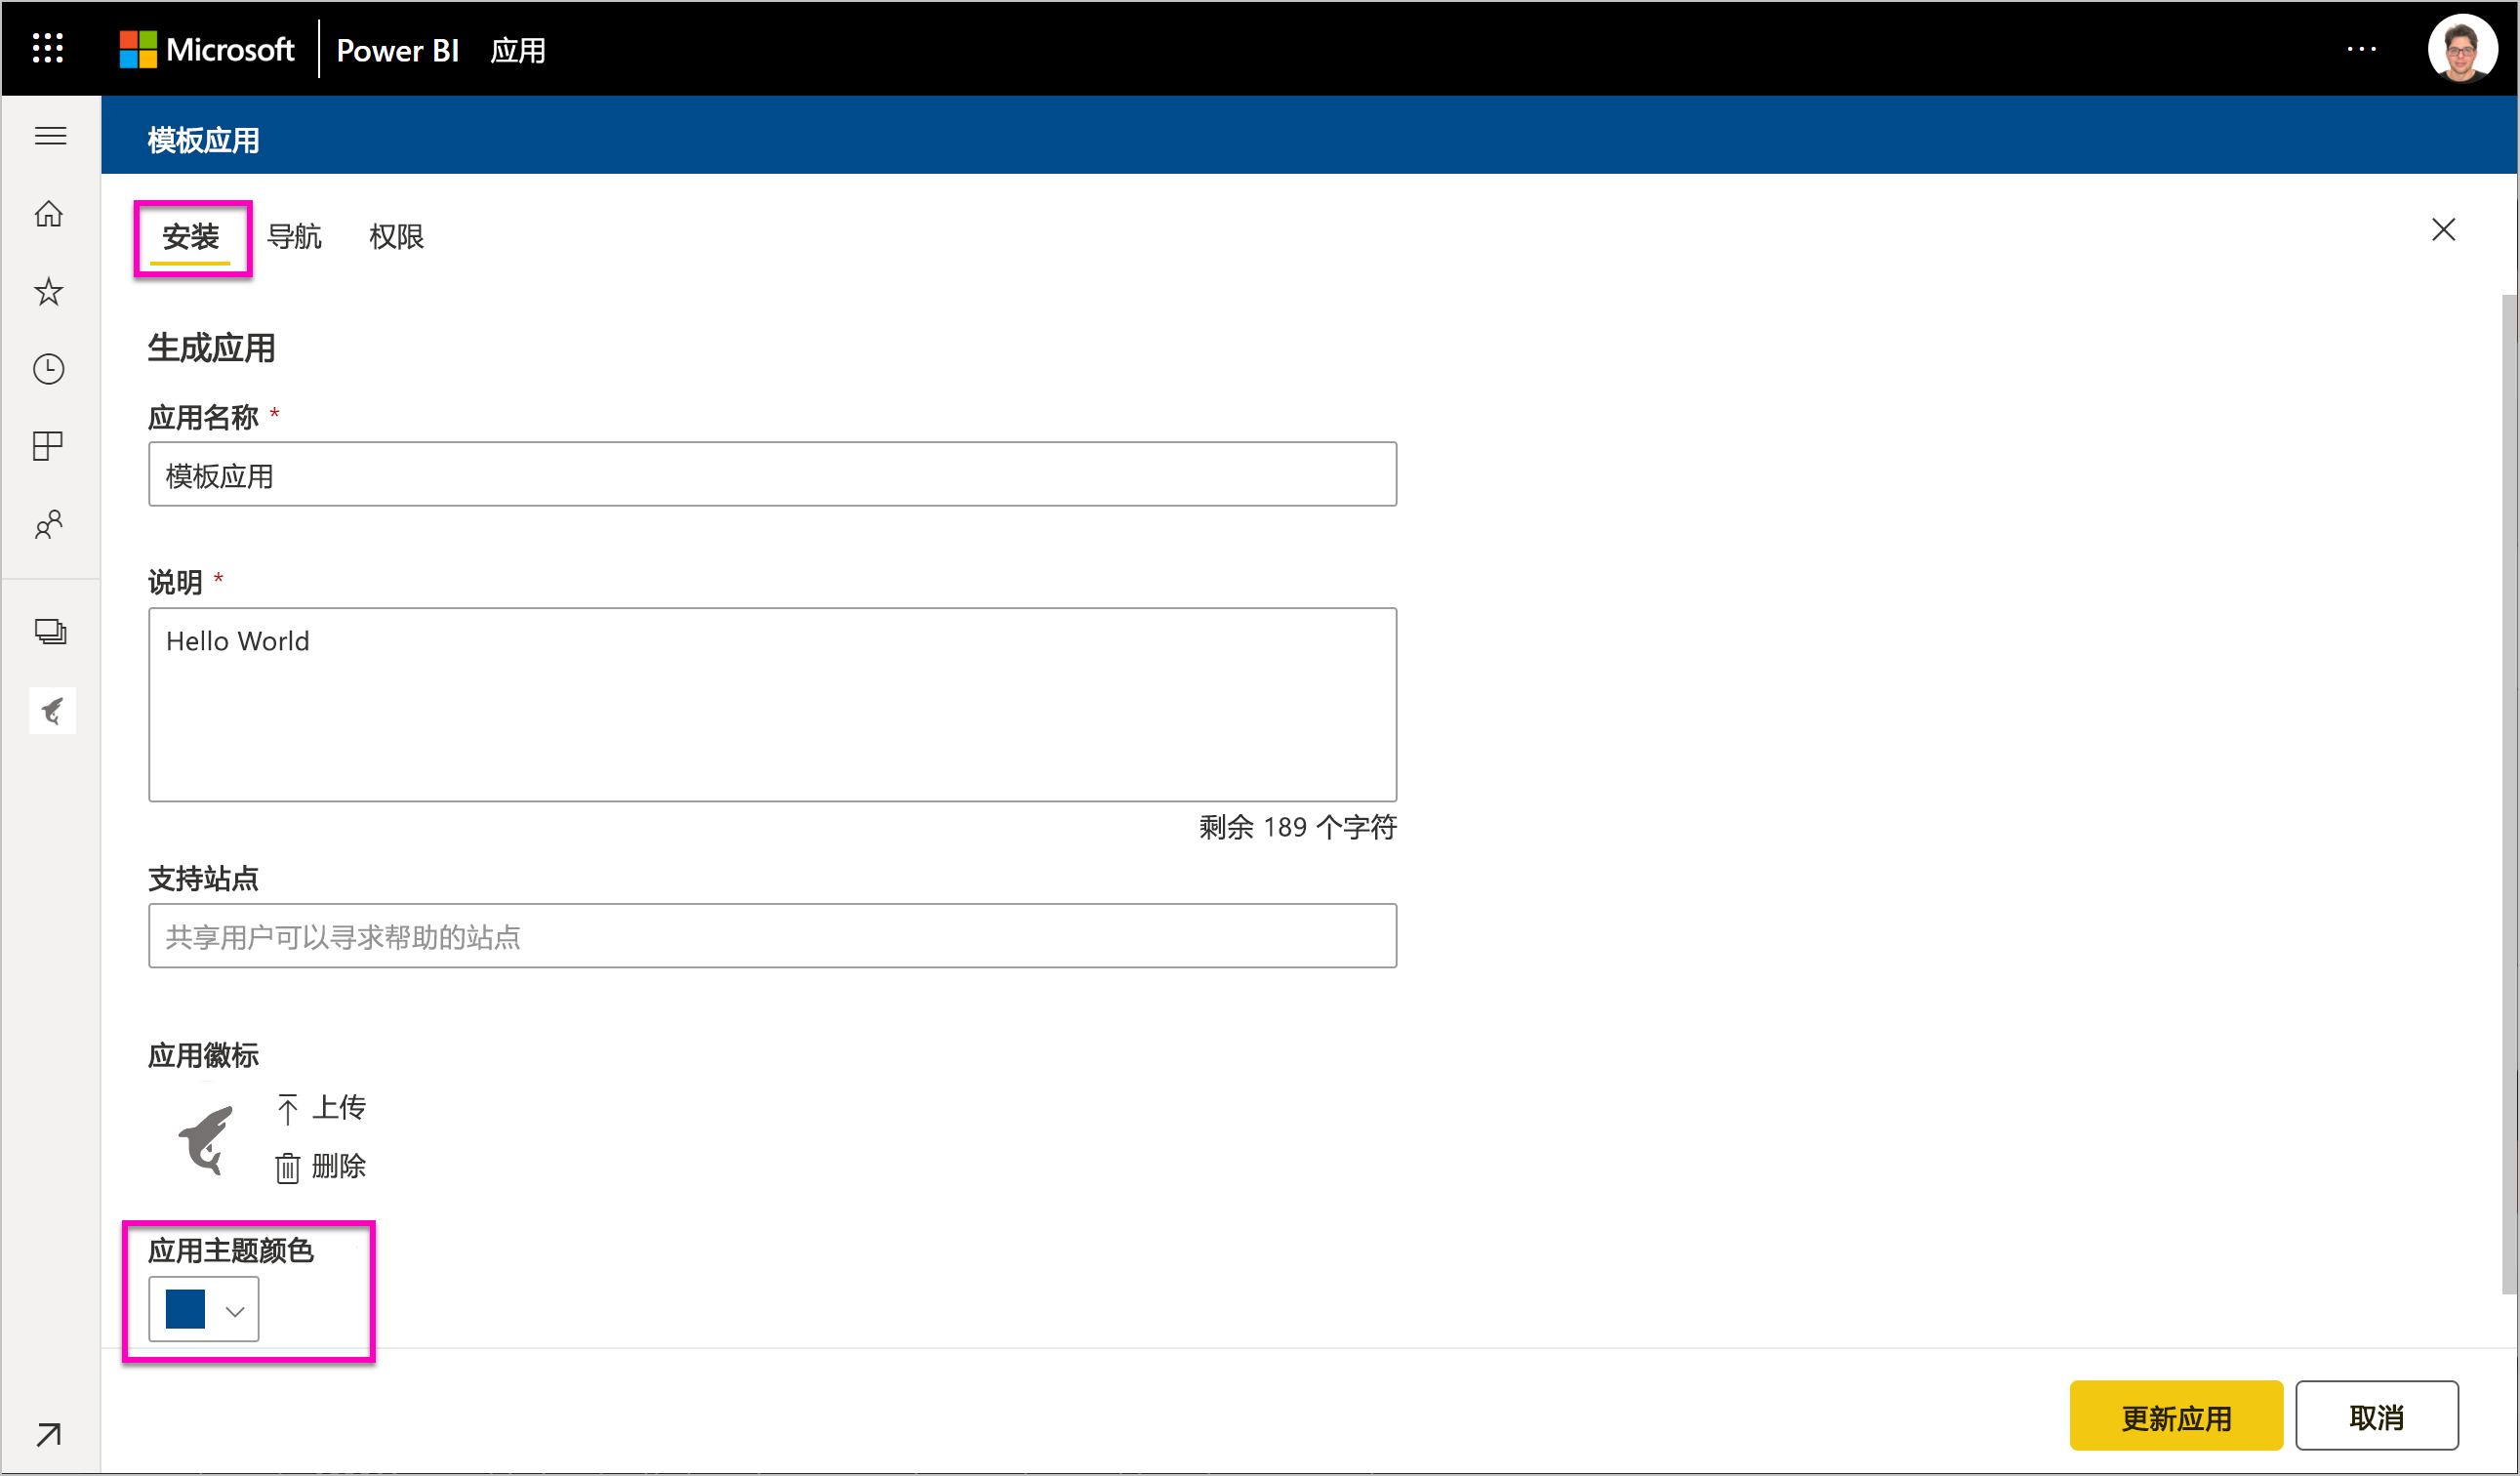 Microsoft Power BI 应用
模板应用
安装 导航 权限
生成应用
应用名称 *
模板应用
说明 *
Hello World
剩余 189 个字符
支持站点
共享用户可以寻求帮助的站点
应用徽标
上传
删除
应用主题颜色
更新应用 取消